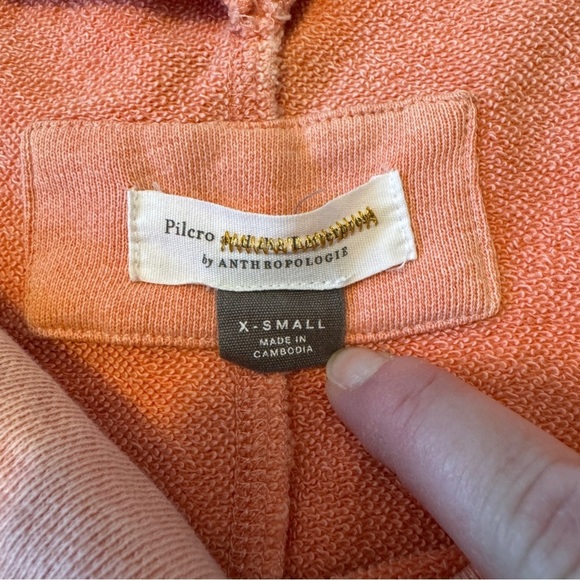 Pilcro
by ANTHROPOLOGIE
X-SMALL
MADE IN
CAMBODIA